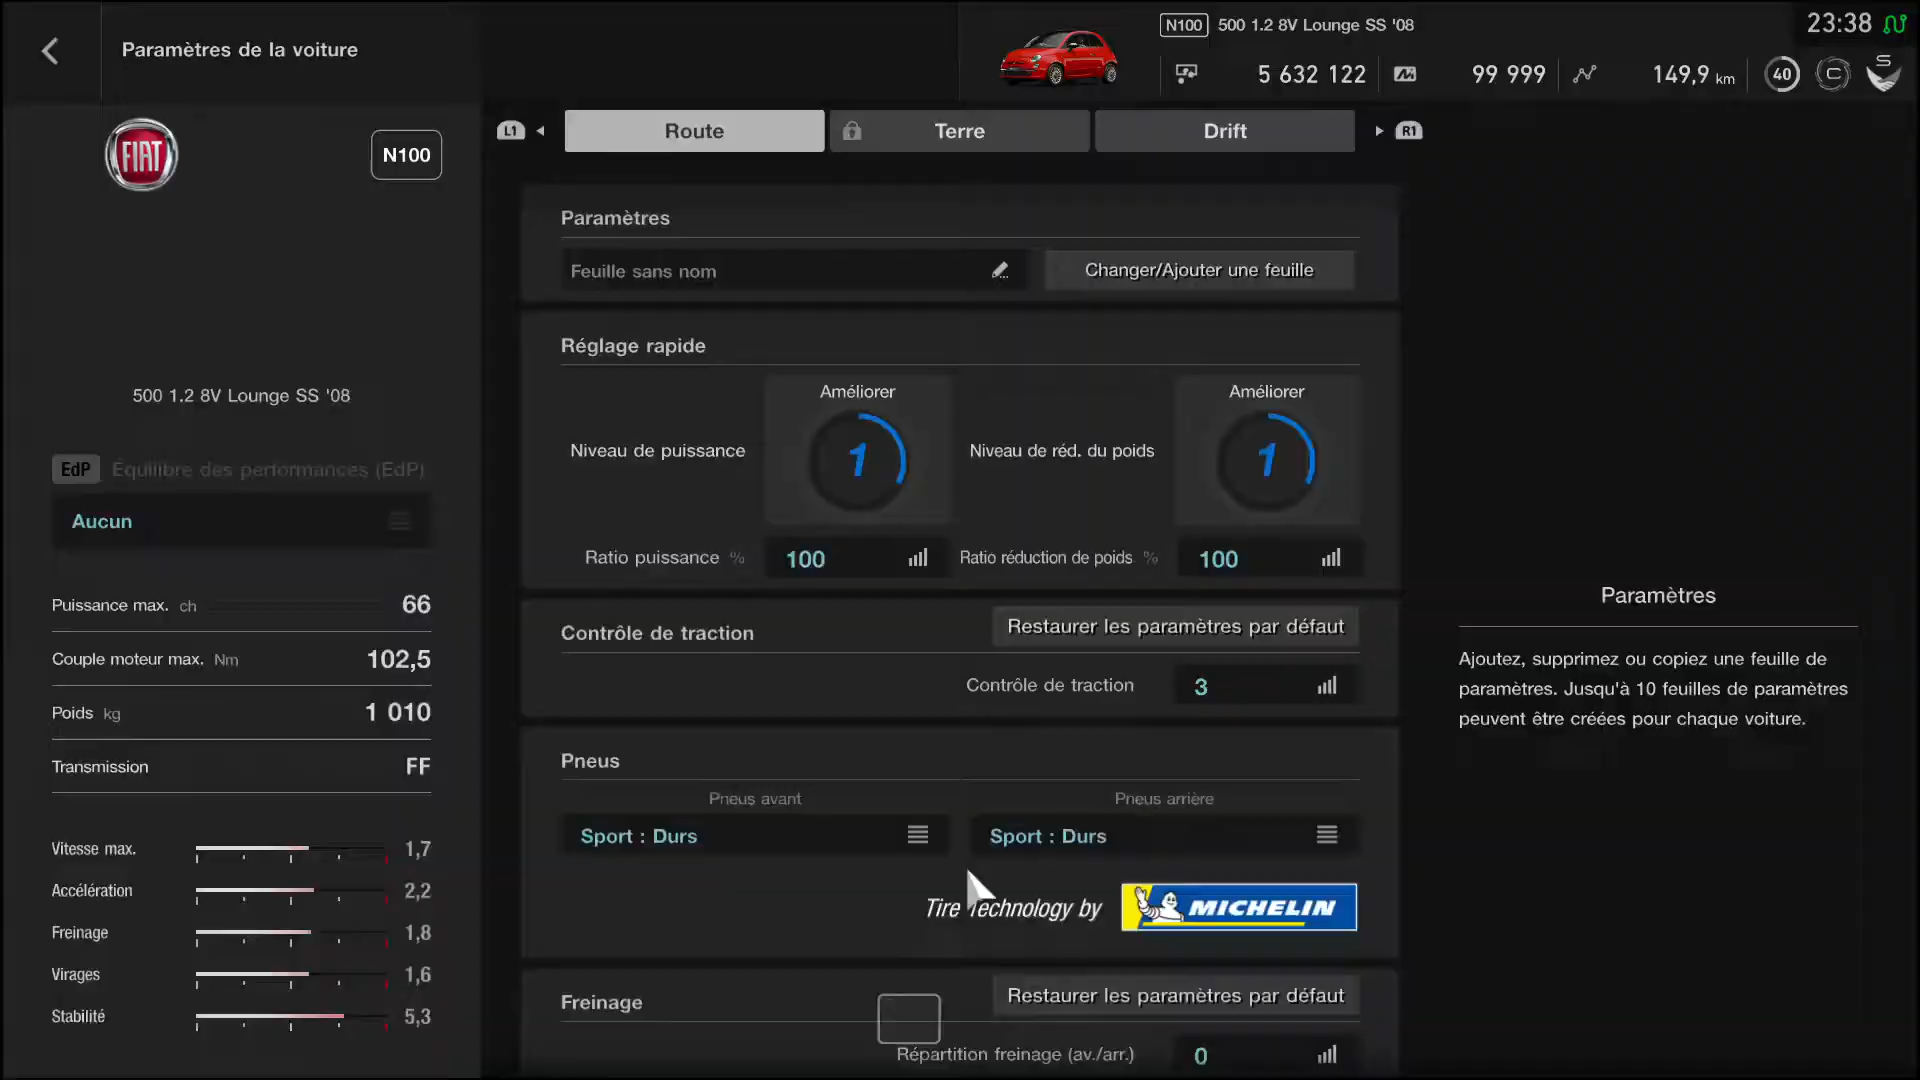 Paramètres de la voiture
N100 500 1.2 8V Lounge SS '08
23:38
5 632 122
99 999
149,9 km
40
C
S
FIAT
N100
500 1.2 8V Lounge SS '08
EdP Équilibre des performances (EdP)
Aucun
Puissance max. ch 66
Couple moteur max. Nm 102,5
Poids kg 1 010
Transmission FF
Vitesse max. 1,7
Accélération 2,2
Freinage 1,8
Virages 1,6
Stabilité 5,3
L1 Route Terre Drift R1
Paramètres
Feuille sans nom Changer/Ajouter une feuille
Réglage rapide
Améliorer Améliorer
Niveau de puissance 1 Niveau de réd. du poids 1
Ratio puissance % 100 Ratio réduction de poids % 100
Contrôle de traction Restaurer les paramètres par défaut
Contrôle de traction 3
Pneus
Pneus avant Pneus arrière
Sport : Durs Sport : Durs
Tire Technology by MICHELIN
Freinage Restaurer les paramètres par défaut
Répartition freinage (av./arr.) 0
Paramètres
Ajoutez, supprimez ou copiez une feuille de
paramètres. Jusqu'à 10 feuilles de paramètres
peuvent être créées pour chaque voiture.